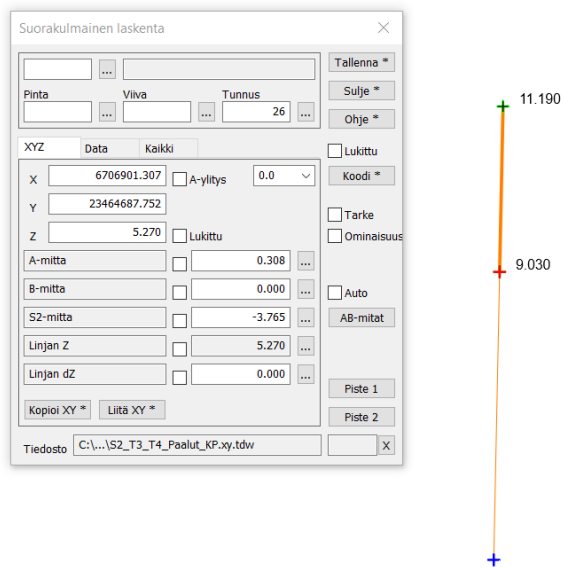 Suorakulmainen laskenta
...
Tallenna *
Pinta
Viiva
Tunnus
Sulje *
...
...
26
...
Ohje *
XYZ
Data
Kaikki
Lukittu
X
6706901.307
A-ylitys
0.0
Koodi *
Y
23464687.752
Tarke
Z
5.270
Lukittu
Ominaisuus
A-mitta
0.308
...
B-mitta
0.000
...
Auto
S2-mitta
-3.765
...
AB-mitat
Linjan Z
5.270
...
Linjan dZ
0.000
...
Piste 1
Kopioi XY *
Liitä XY *
Piste 2
Tiedosto
C:\...\S2_T3_T4_Paalut_KP.xy.tdw
X
11.190
9.030